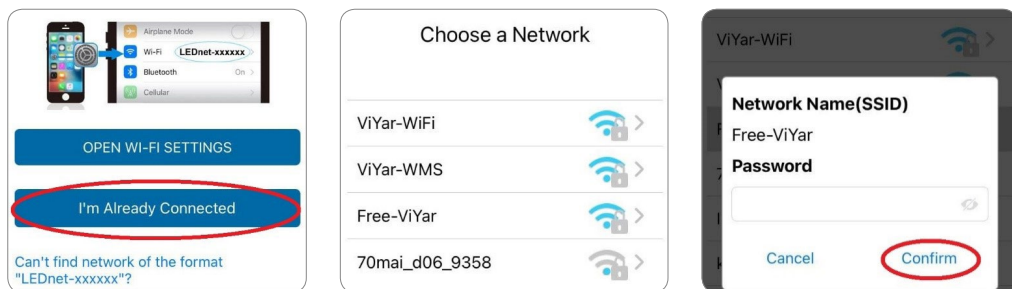 Airplane Mode
Wi-Fi LEDnet-xxxxxx
Bluetooth On
Cellular
OPEN WI-FI SETTINGS
I'm Already Connected
Can't find network of the format
"LEDnet-xxxxxx"?
Choose a Network
ViYar-WiFi
ViYar-WMS
Free-ViYar
70mai_d06_9358
ViYar-WiFi
Network Name(SSID)
Free-ViYar
Password
Cancel Confirm